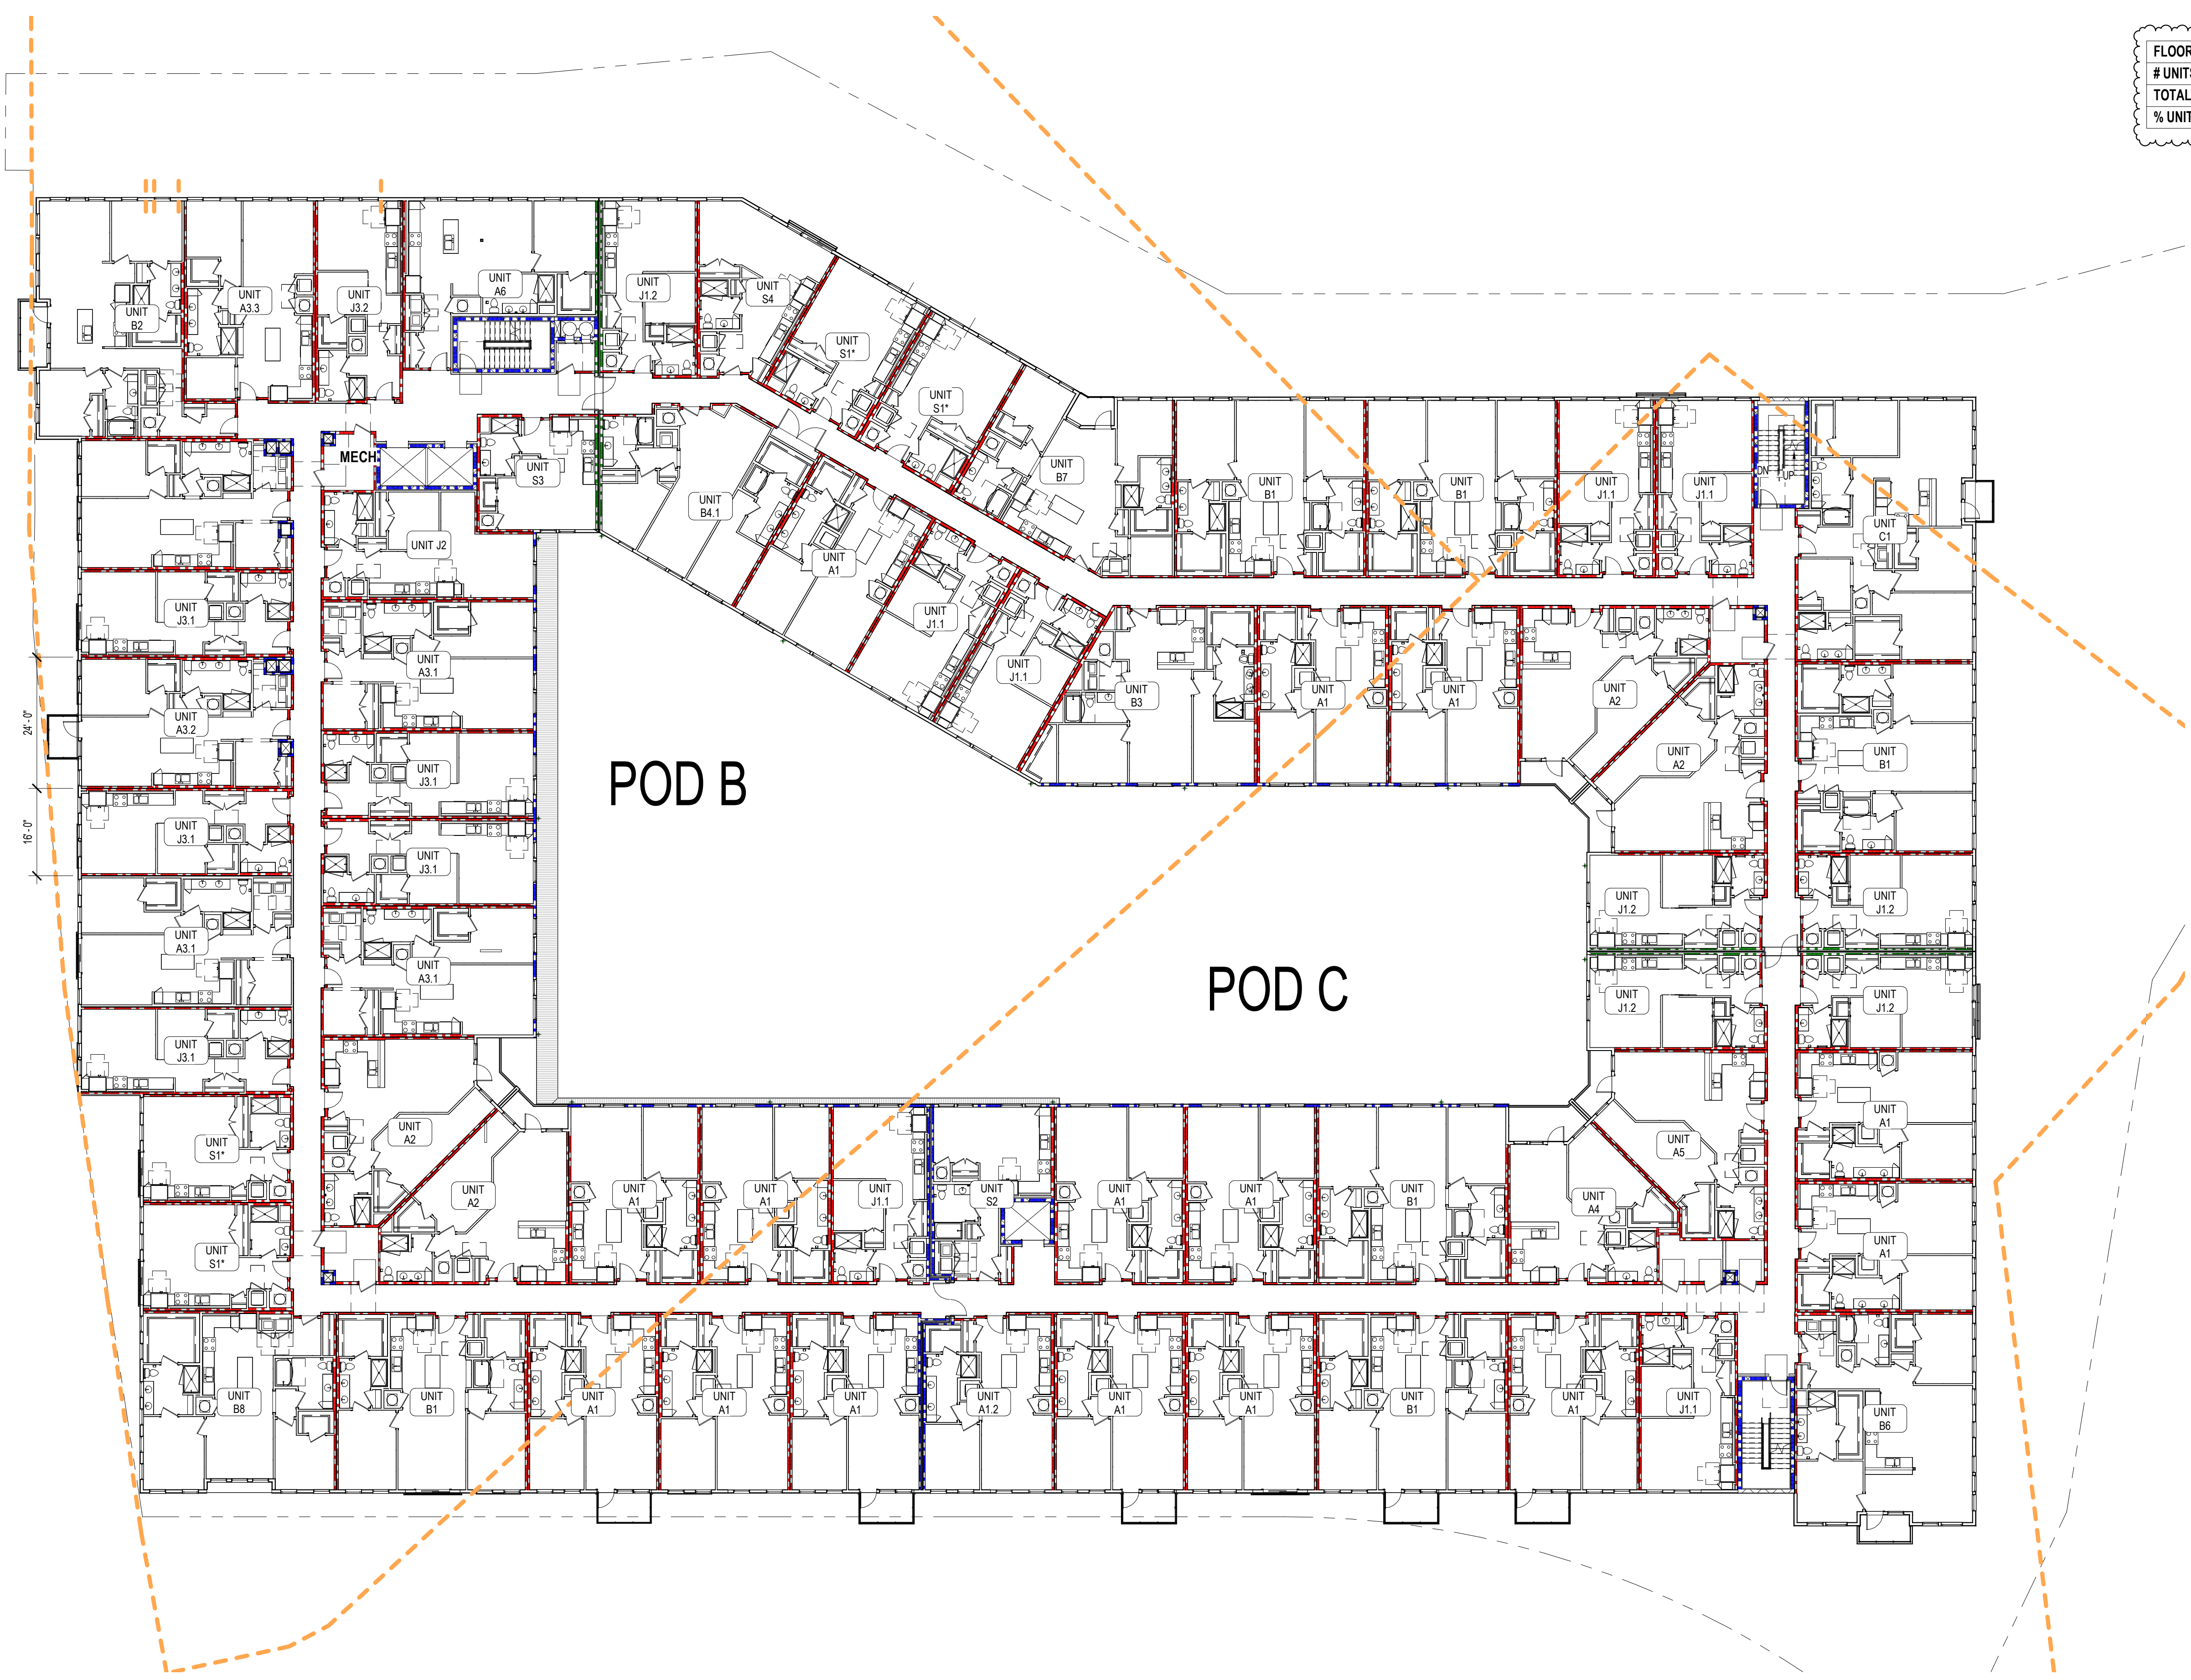 FLOOR
# UNITS
TOTAL
% UNIT
UNIT
B2
UNIT
A3.3
UNIT
J3.2
UNIT
A6
UNIT
J1.2
UNIT
S4
UNIT
S1*
UNIT
S1*
UNIT
B7
UNIT
B1
UNIT
B1
UNIT
J1.1
UNIT
J1.1
DN
UP
UNIT
C1
MECH
UNIT
S3
UNIT
B4.1
UNIT
A1
UNIT
J1.1
UNIT
J1.1
UNIT J2
UNIT
J3.1
UNIT
A3.1
UNIT
B3
UNIT
A1
UNIT
A1
UNIT
A2
UNIT
A2
UNIT
B1
24' - 0"
UNIT
A3.2
UNIT
J3.1
POD B
16' - 0"
UNIT
J3.1
UNIT
J3.1
UNIT
J1.2
UNIT
J1.2
UNIT
A3.1
UNIT
A3.1
POD C
UNIT
J1.2
UNIT
J1.2
UNIT
J3.1
UNIT
A2
UNIT
A5
UNIT
A1
UNIT
S1*
UNIT
A2
UNIT
A1
UNIT
A1
UNIT
J1.1
UNIT
S2
UNIT
A1
UNIT
A1
UNIT
B1
UNIT
A4
UNIT
S1*
UNIT
A1
UNIT
B8
UNIT
B1
UNIT
A1
UNIT
A1
UNIT
A1
UNIT
A1.2
UNIT
A1
UNIT
A1
UNIT
B1
UNIT
A1
UNIT
J1.1
UNIT
B6